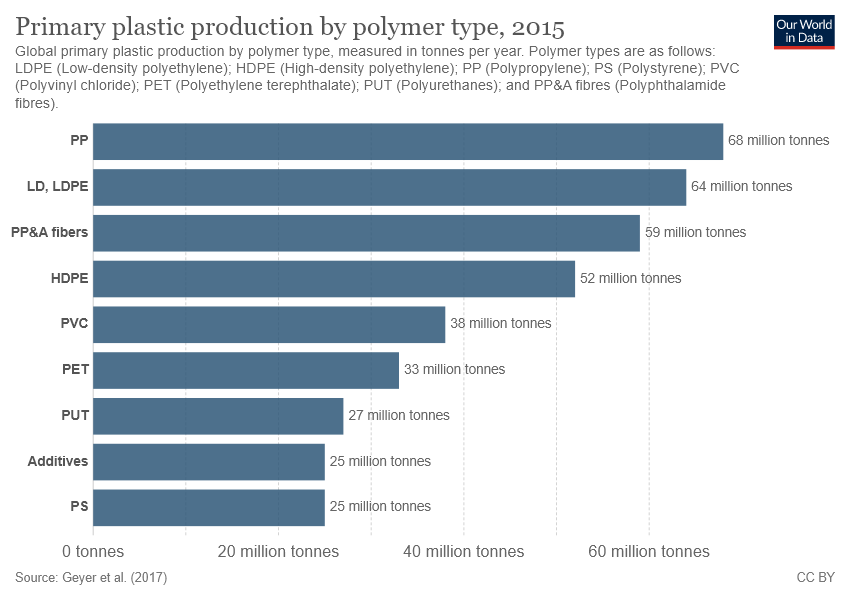 Primary plastic production by polymer type, 2015
Our World
in Data
Global primary plastic production by polymer type, measured in tonnes per year. Polymer types are as follows:
LDPE (Low-density polyethylene); HDPE (High-density polyethylene); PP (Polypropylene); PS (Polystyrene); PVC
(Polyvinyl chloride); PET (Polyethylene terephthalate); PUT (Polyurethanes); and PP&A fibres (Polyphthalamide
fibres).
PP 68 million tonnes
LD, LDPE 64 million tonnes
PP&A fibers 59 million tonnes
HDPE 52 million tonnes
PVC 38 million tonnes
PET 33 million tonnes
PUT 27 million tonnes
Additives 25 million tonnes
PS 25 million tonnes
0 tonnes 20 million tonnes 40 million tonnes 60 million tonnes
Source: Geyer et al. (2017) CC BY